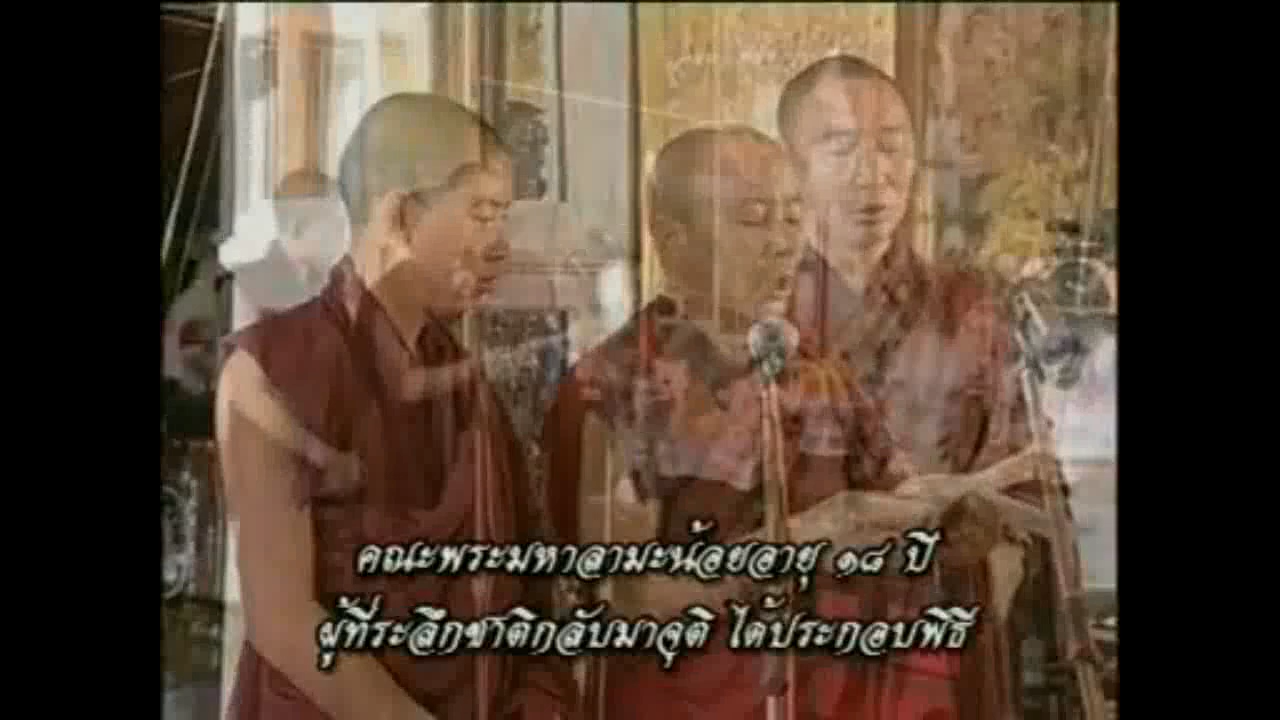 คณะพระมหาลามะน้อยอายุ ๑๘ ปี
ผู้ที่ระลึกชาติกลับมาจุติ ได้ประกอบพิธี